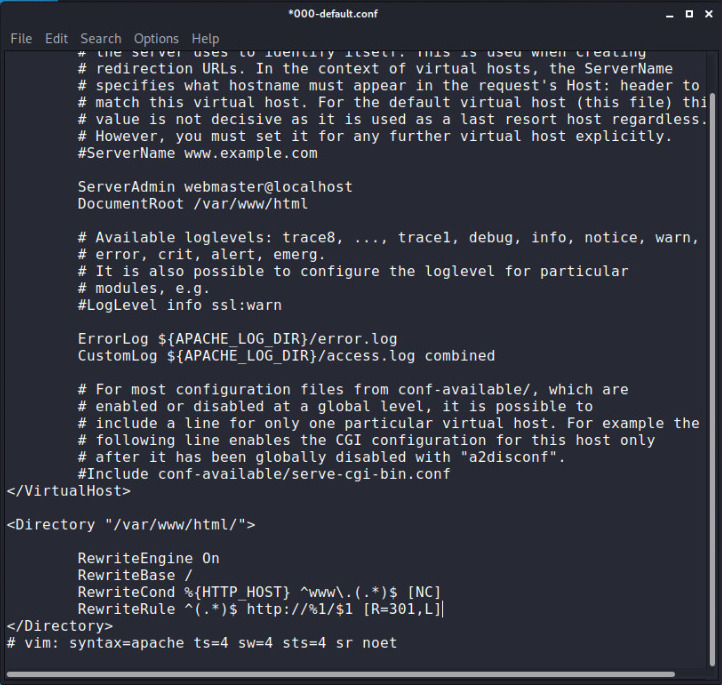 *000-default.conf
File Edit Search Options Help
# the server uses to identify itself. This is used when creating
# redirection URLs. In the context of virtual hosts, the ServerName
# specifies what hostname must appear in the request's Host: header to
# match this virtual host. For the default virtual host (this file) thi
# value is not decisive as it is used as a last resort host regardless.
# However, you must set it for any further virtual host explicitly.
#ServerName www.example.com
ServerAdmin webmaster@localhost
DocumentRoot /var/www/html
# Available loglevels: trace8, ..., trace1, debug, info, notice, warn,
# error, crit, alert, emerg.
# It is also possible to configure the loglevel for particular
# modules, e.g.
#LogLevel info ssl:warn
ErrorLog ${APACHE_LOG_DIR}/error.log
CustomLog ${APACHE_LOG_DIR}/access.log combined
# For most configuration files from conf-available/, which are
# enabled or disabled at a global level, it is possible to
# include a line for only one particular virtual host. For example the
# following line enables the CGI configuration for this host only
# after it has been globally disabled with "a2disconf".
#Include conf-available/serve-cgi-bin.conf
</VirtualHost>
<Directory "/var/www/html/">
RewriteEngine On
RewriteBase /
RewriteCond %{HTTP_HOST} ^www\.(.*)$ [NC]
RewriteRule ^(.*)$ http://%1/$1 [R=301,L]
</Directory>
# vim: syntax=apache ts=4 sw=4 sts=4 sr noet